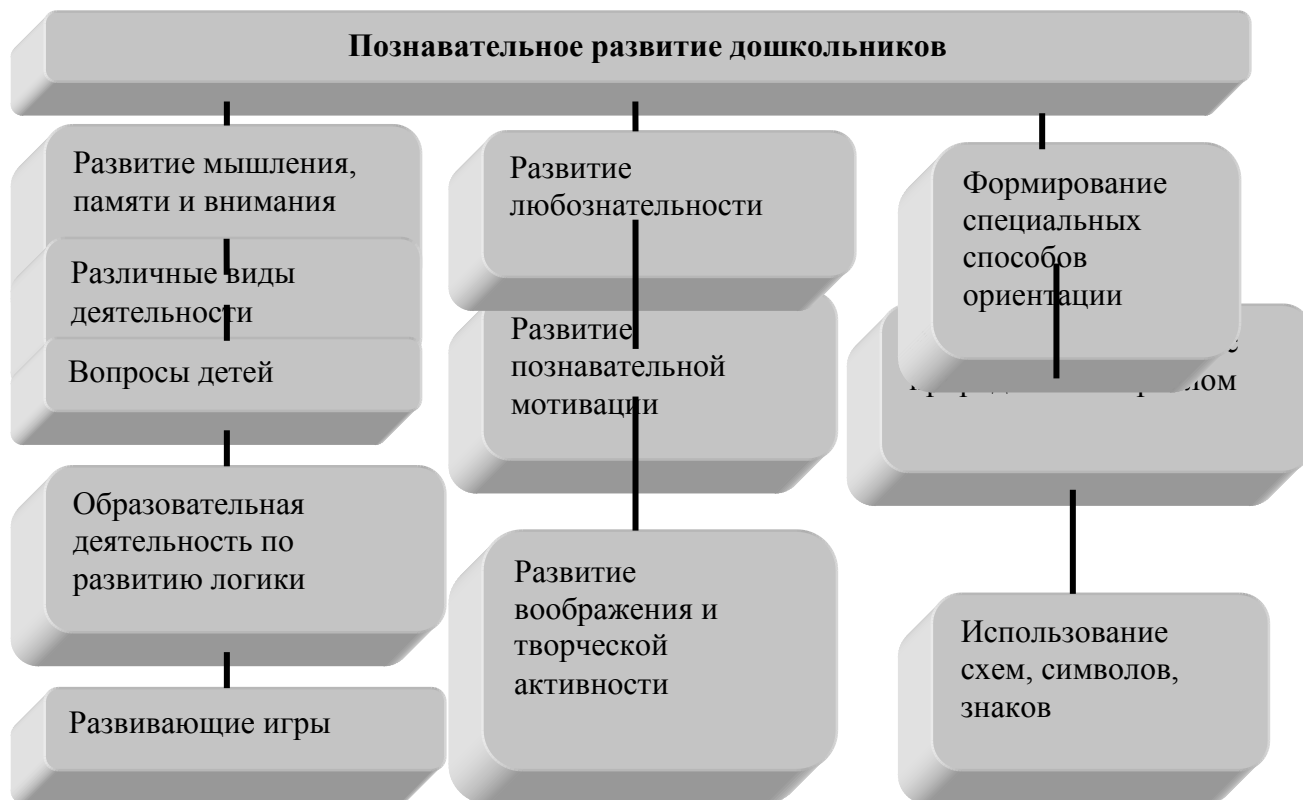 Познавательное развитие дошкольников
Развитие мышления,
памяти и внимания
Различные виды
деятельности
Вопросы детей
Образовательная
деятельность по
развитию логики
Развивающие игры
Развитие
любознательности
Развитие
познавательной
мотивации
Развитие
воображения и
творческой
активности
Формирование
специальных
способов
ориентации
Использование
схем, символов,
знаков